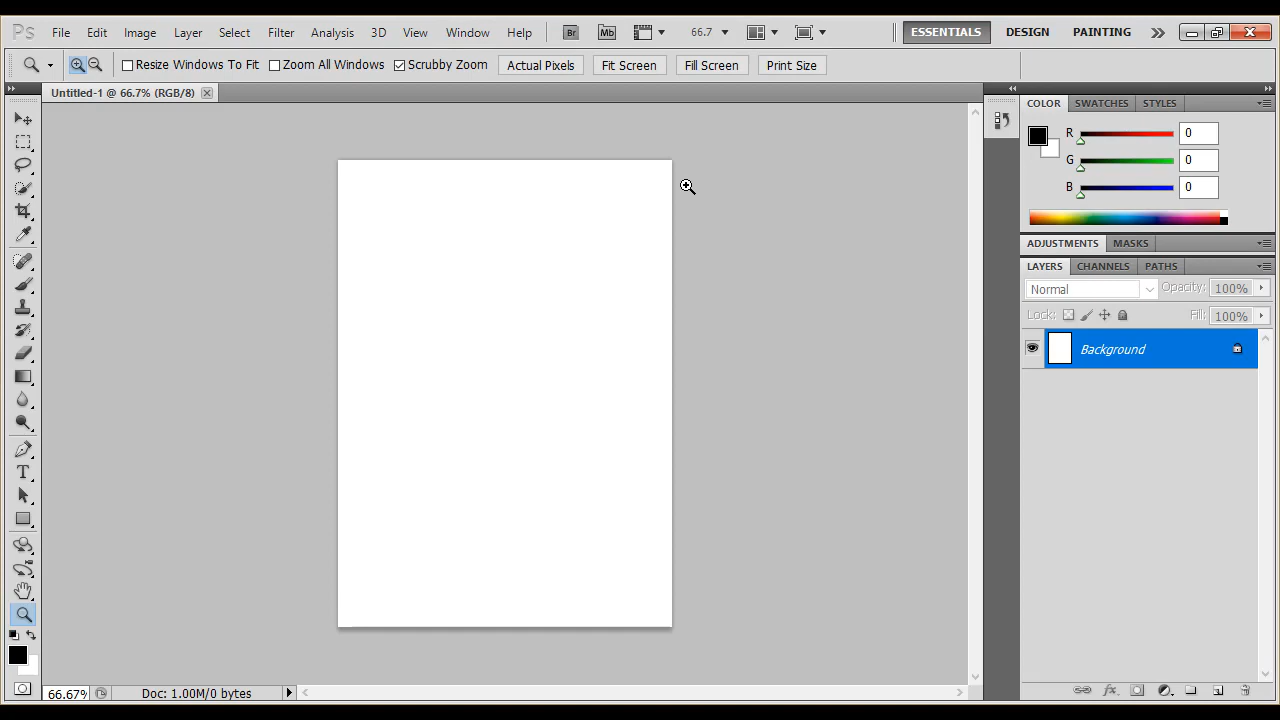 Ps File Edit Image Layer Select Filter Analysis 3D View Window Help Br Mb 66.7 ESSENTIALS DESIGN PAINTING
Resize Windows To Fit Zoom All Windows Scrubby Zoom Actual Pixels Fit Screen Fill Screen Print Size
Untitled-1 @ 66.7% (RGB/8)
COLOR SWATCHES STYLES
R 0
G 0
B 0
ADJUSTMENTS MASKS
LAYERS CHANNELS PATHS
Normal Opacity: 100%
Lock: Fill: 100%
Background
T
66.67% Doc: 1.00M/0 bytes fx